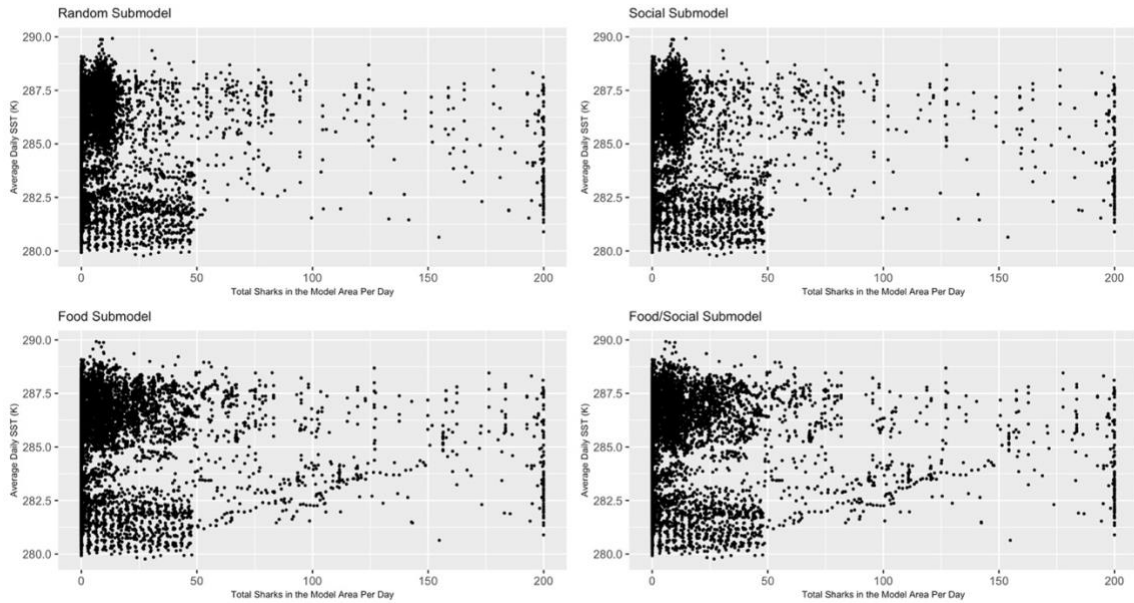 Random Submodel
Average Daily SST (K)
290.0
287.5
285.0
282.5
280.0
0 50 100 150 200
Total Sharks in the Model Area Per Day
Social Submodel
Average Daily SST (K)
290.0
287.5
285.0
282.5
280.0
0 50 100 150 200
Total Sharks in the Model Area Per Day
Food Submodel
Average Daily SST (K)
290.0
287.5
285.0
282.5
280.0
0 50 100 150 200
Total Sharks in the Model Area Per Day
Food/Social Submodel
Average Daily SST (K)
290.0
287.5
285.0
282.5
280.0
0 50 100 150 200
Total Sharks in the Model Area Per Day